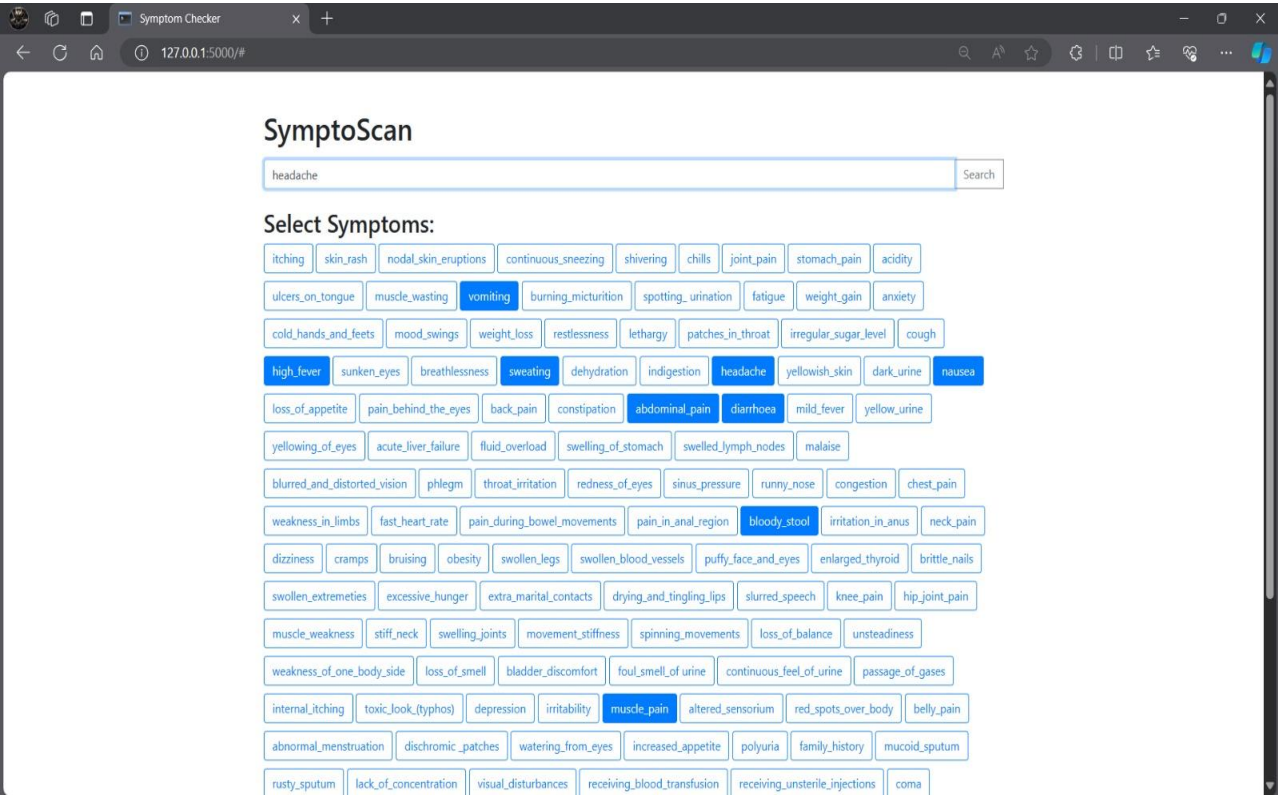 Symptom Checker
127.0.0.1:5000/#
SymptoScan
headache Search
Select Symptoms:
itching skin_rash nodal_skin_eruptions continuous_sneezing shivering chills joint_pain stomach_pain acidity
ulcers_on_tongue muscle_wasting vomiting burning_micturition spotting_ urination fatigue weight_gain anxiety
cold_hands_and_feets mood_swings weight_loss restlessness lethargy patches_in_throat irregular_sugar_level cough
high_fever sunken_eyes breathlessness sweating dehydration indigestion headache yellowish_skin dark_urine nausea
loss_of_appetite pain_behind_the_eyes back_pain constipation abdominal_pain diarrhoea mild_fever yellow_urine
yellowing_of_eyes acute_liver_failure fluid_overload swelling_of_stomach swelled_lymph_nodes malaise
blurred_and_distorted_vision phlegm throat_irritation redness_of_eyes sinus_pressure runny_nose congestion chest_pain
weakness_in_limbs fast_heart_rate pain_during_bowel_movements pain_in_anal_region bloody_stool irritation_in_anus neck_pain
dizziness cramps bruising obesity swollen_legs swollen_blood_vessels puffy_face_and_eyes enlarged_thyroid brittle_nails
swollen_extremeties excessive_hunger extra_marital_contacts drying_and_tingling_lips slurred_speech knee_pain hip_joint_pain
muscle_weakness stiff_neck swelling_joints movement_stiffness spinning_movements loss_of_balance unsteadiness
weakness_of_one_body_side loss_of_smell bladder_discomfort foul_smell_of urine continuous_feel_of_urine passage_of_gases
internal_itching toxic_look_(typhos) depression irritability muscle_pain altered_sensorium red_spots_over_body belly_pain
abnormal_menstruation dischromic _patches watering_from_eyes increased_appetite polyuria family_history mucoid_sputum
rusty_sputum lack_of_concentration visual_disturbances receiving_blood_transfusion receiving_unsterile_injections coma